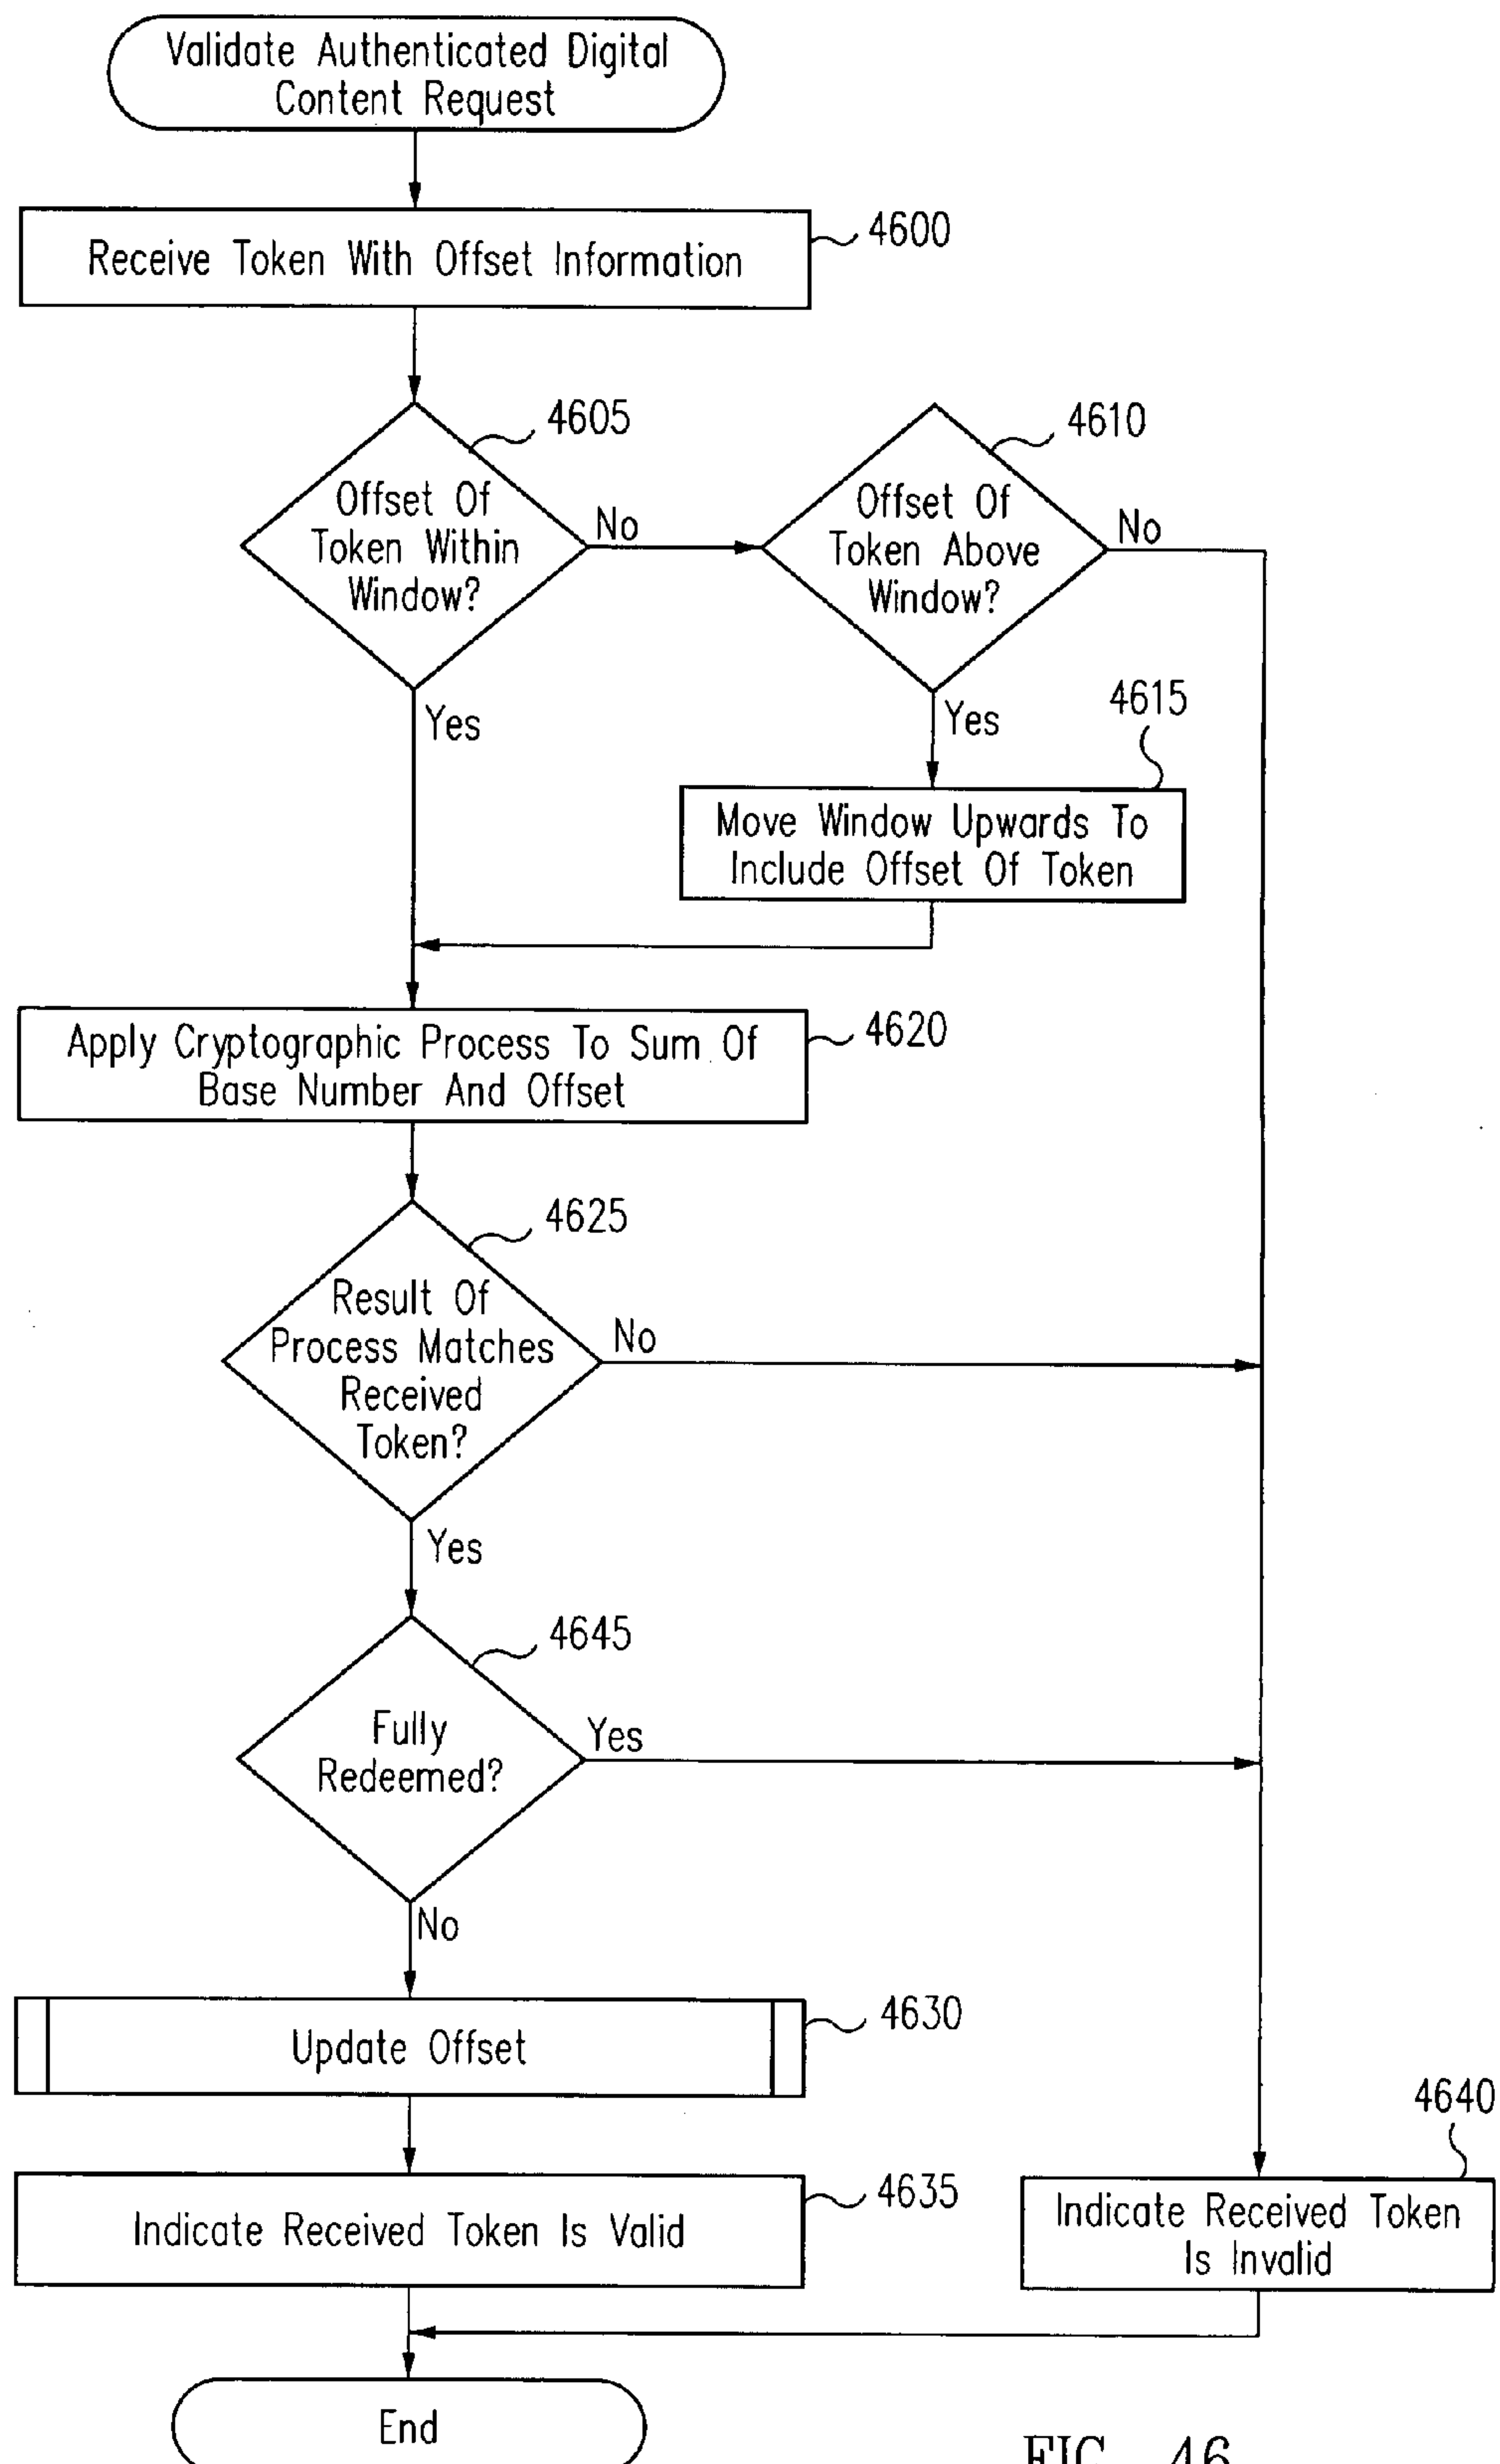 Validate Authenticated Digital
Content Request
Receive Token With Offset Information
4600
4605
Offset Of
Token Within
Window?
No
Yes
4610
Offset Of
Token Above
Window?
No
Yes
4615
Move Window Upwards To
Include Offset Of Token
Apply Cryptographic Process To Sum Of
Base Number And Offset
4620
4625
Result Of
Process Matches
Received
Token?
No
Yes
4645
Fully
Redeemed?
Yes
No
Update Offset
4630
Indicate Received Token Is Valid
4635
4640
Indicate Received Token
Is Invalid
End
FIG. 46